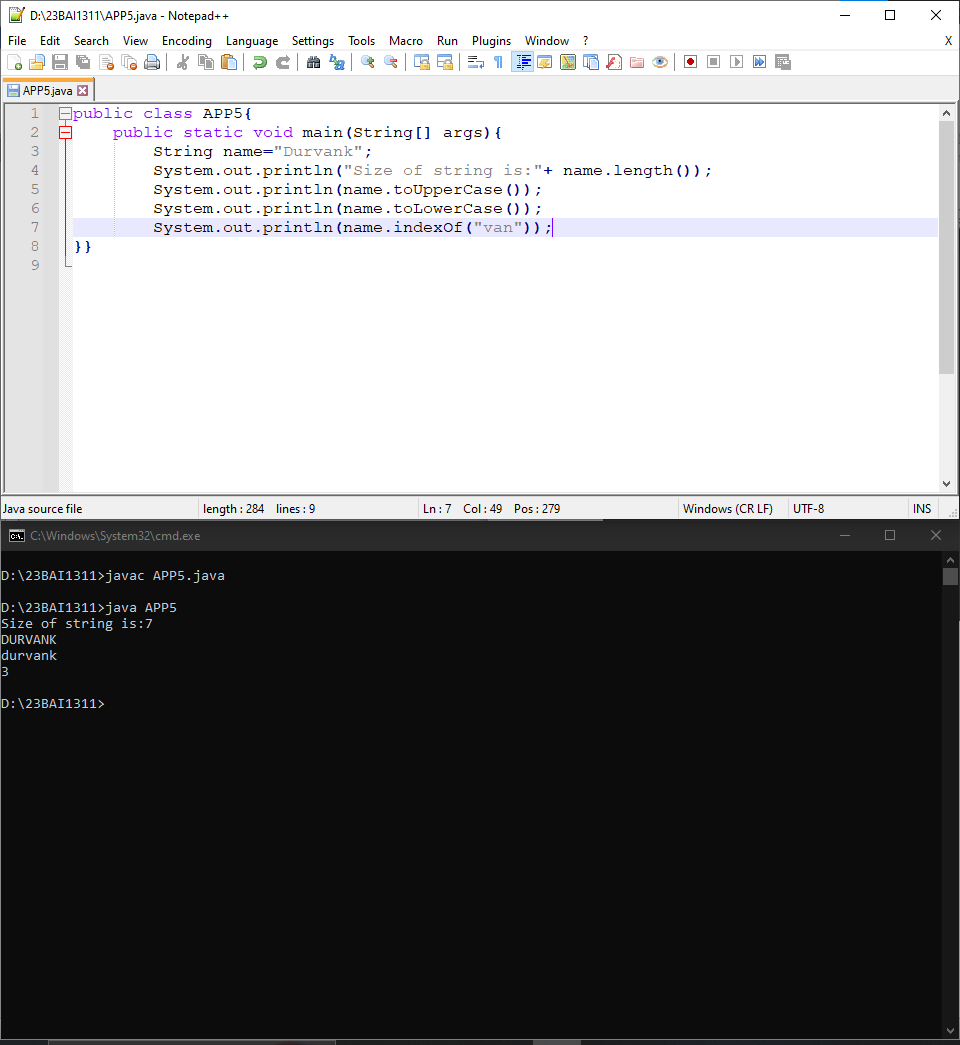 D:\23BAI1311\APP5.java - Notepad++
File Edit Search View Encoding Language Settings Tools Macro Run Plugins Window ? X
APP5.java
1 public class APP5{
2     public static void main(String[] args){
3         String name="Durvank";
4         System.out.println("Size of string is:"+ name.length());
5         System.out.println(name.toUpperCase());
6         System.out.println(name.toLowerCase());
7         System.out.println(name.indexOf("van"));
8 }}
9
Java source file length : 284 lines : 9 Ln : 7 Col : 49 Pos : 279 Windows (CR LF) UTF-8 INS
C:\Windows\System32\cmd.exe
D:\23BAI1311>javac APP5.java
D:\23BAI1311>java APP5
Size of string is:7
DURVANK
durvank
3
D:\23BAI1311>